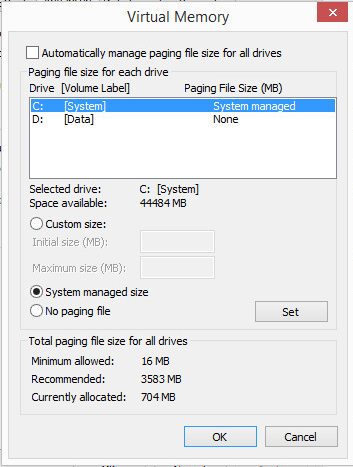 Virtual Memory
Automatically manage paging file size for all drives
Paging file size for each drive
Drive [Volume Label] Paging File Size (MB)
C: [System] System managed
D: [Data] None
Selected drive: C: [System]
Space available: 44484 MB
Custom size:
Initial size (MB):
Maximum size (MB):
System managed size
No paging file Set
Total paging file size for all drives
Minimum allowed: 16 MB
Recommended: 3583 MB
Currently allocated: 704 MB
OK Cancel